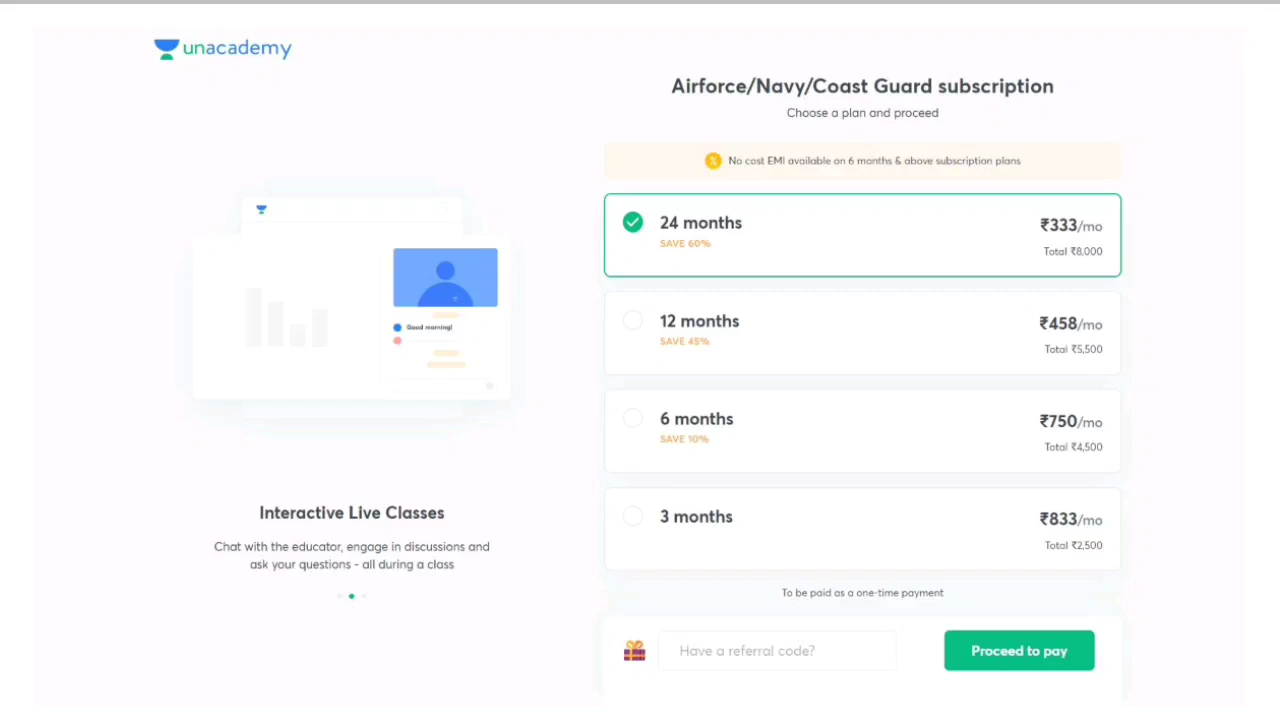 unacademy
Airforce/Navy/Coast Guard subscription
Choose a plan and proceed
No cost EMI available on 6 months & above subscription plans
24 months
SAVE 60%
₹333/mo
Total ₹8,000
12 months
SAVE 45%
₹458/mo
Total ₹5,500
6 months
SAVE 10%
₹750/mo
Total ₹4,500
3 months
₹833/mo
Total ₹2,500
To be paid as a one-time payment
Have a referral code?
Proceed to pay
Good morning!
Interactive Live Classes
Chat with the educator, engage in discussions and
ask your questions - all during a class